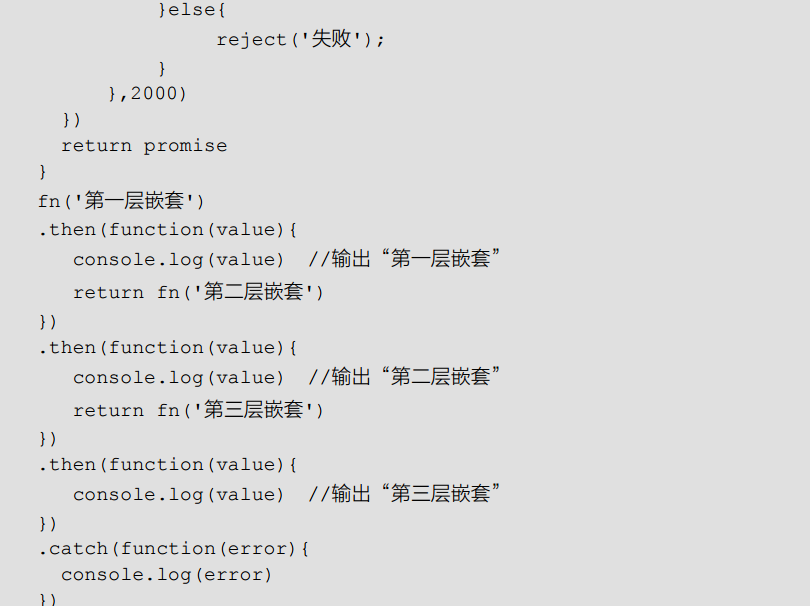 }else{
reject('失败');
}
},2000)
})
return promise
}
fn('第一层嵌套')
.then(function(value){
console.log(value)  //输出“第一层嵌套”
return fn('第二层嵌套')
})
.then(function(value){
console.log(value)  //输出“第二层嵌套”
return fn('第三层嵌套')
})
.then(function(value){
console.log(value)  //输出“第三层嵌套”
})
.catch(function(error){
console.log(error)
})